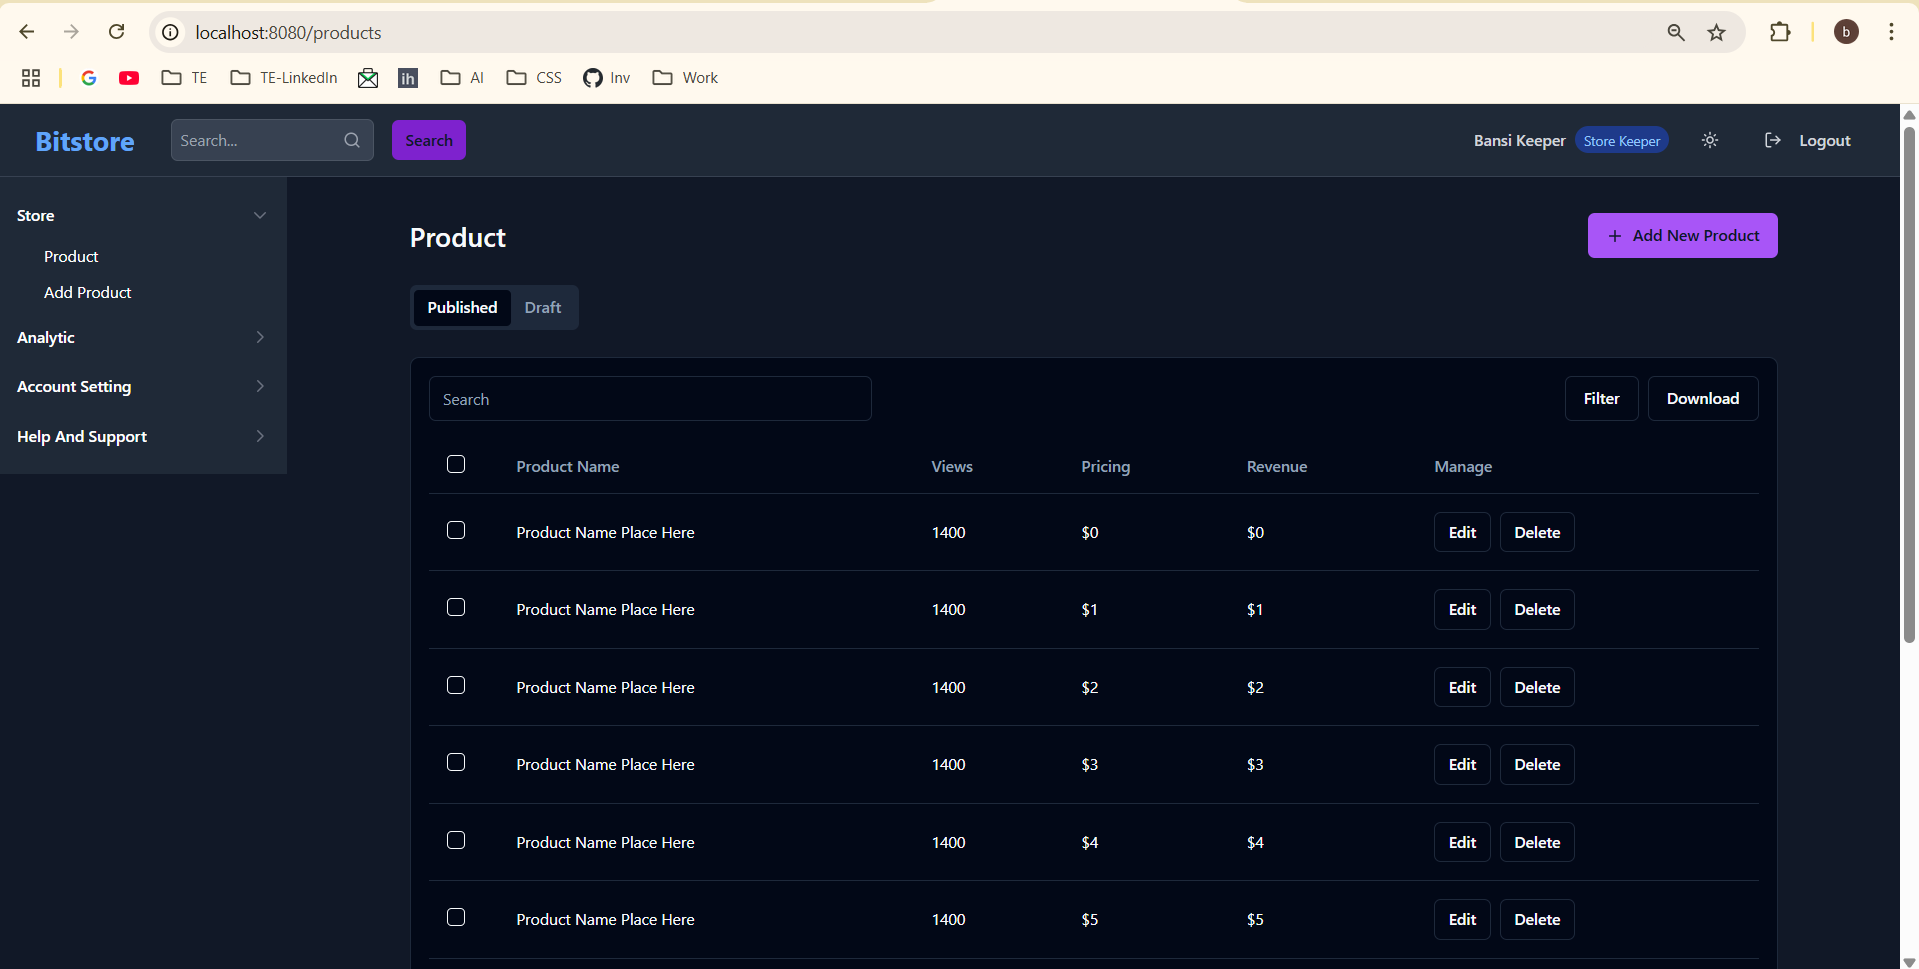 localhost:8080/products
b
TE
TE-LinkedIn
ih
AI
CSS
Inv
Work
Bitstore
Search...
Search
Bansi Keeper
Store Keeper
Logout
Store
Product
Add Product
Analytic
Account Setting
Help And Support
Product
+ Add New Product
Published
Draft
Search
Filter
Download
Product Name Views Pricing Revenue Manage
Product Name Place Here 1400 $0 $0 Edit Delete
Product Name Place Here 1400 $1 $1 Edit Delete
Product Name Place Here 1400 $2 $2 Edit Delete
Product Name Place Here 1400 $3 $3 Edit Delete
Product Name Place Here 1400 $4 $4 Edit Delete
Product Name Place Here 1400 $5 $5 Edit Delete